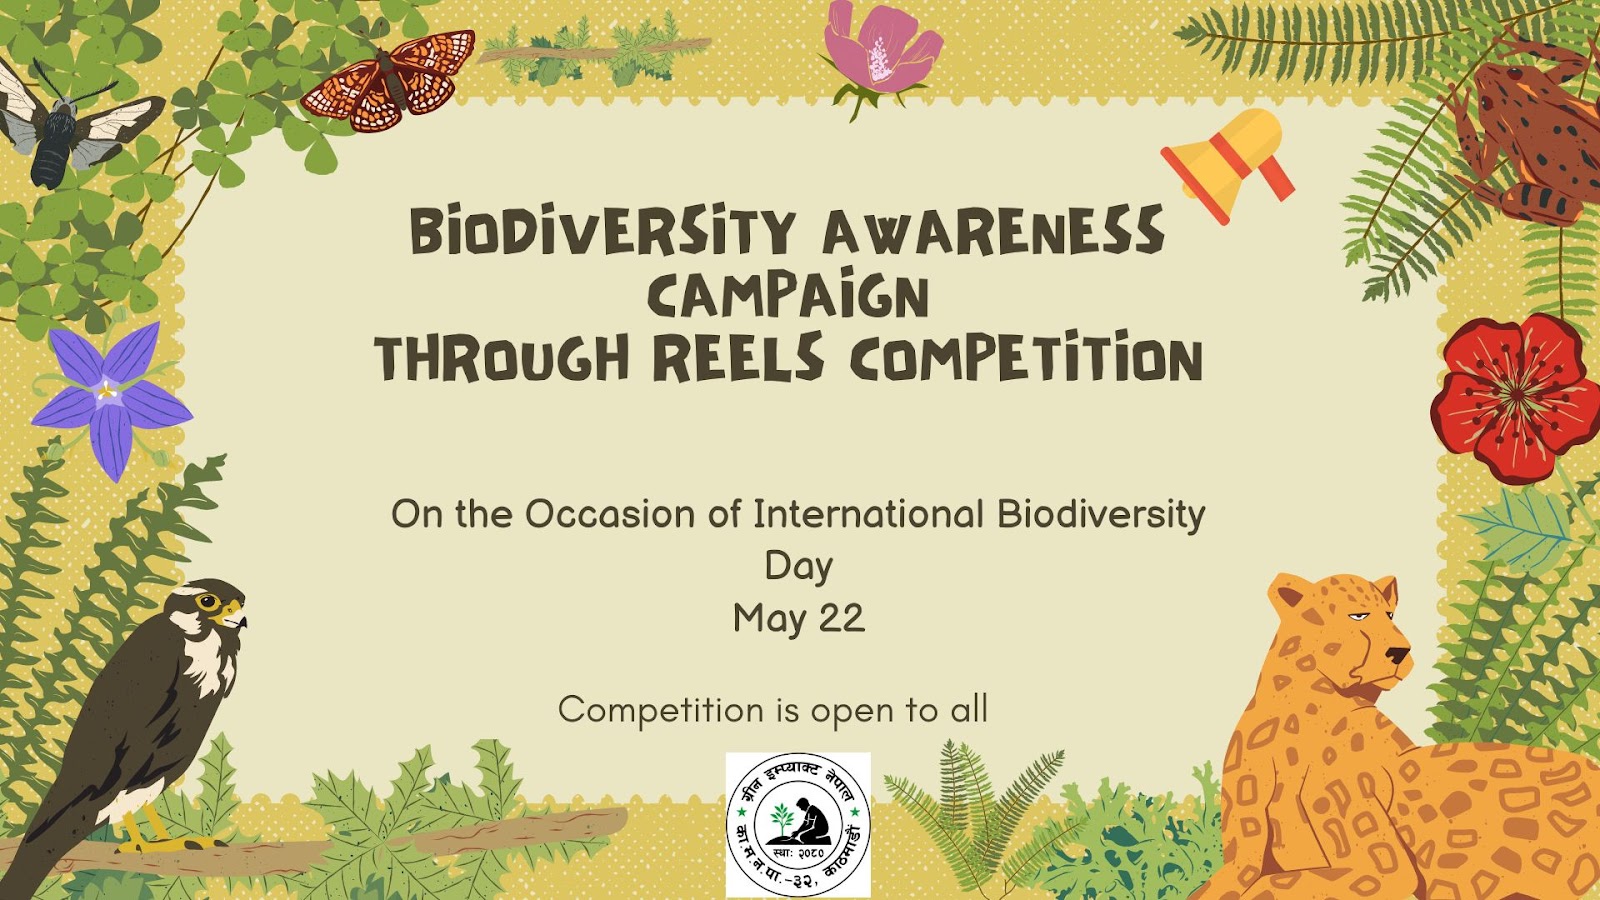 BIODIVERSITY AWARENESS
CAMPAIGN
THROUGH REELS COMPETITION
On the Occasion of International Biodiversity
Day
May 22
Competition is open to all
ग्रीन इम्प्याक्ट नेपाल
स्था: २०८०
का.म.न.पा.-३२, काठमाडौं